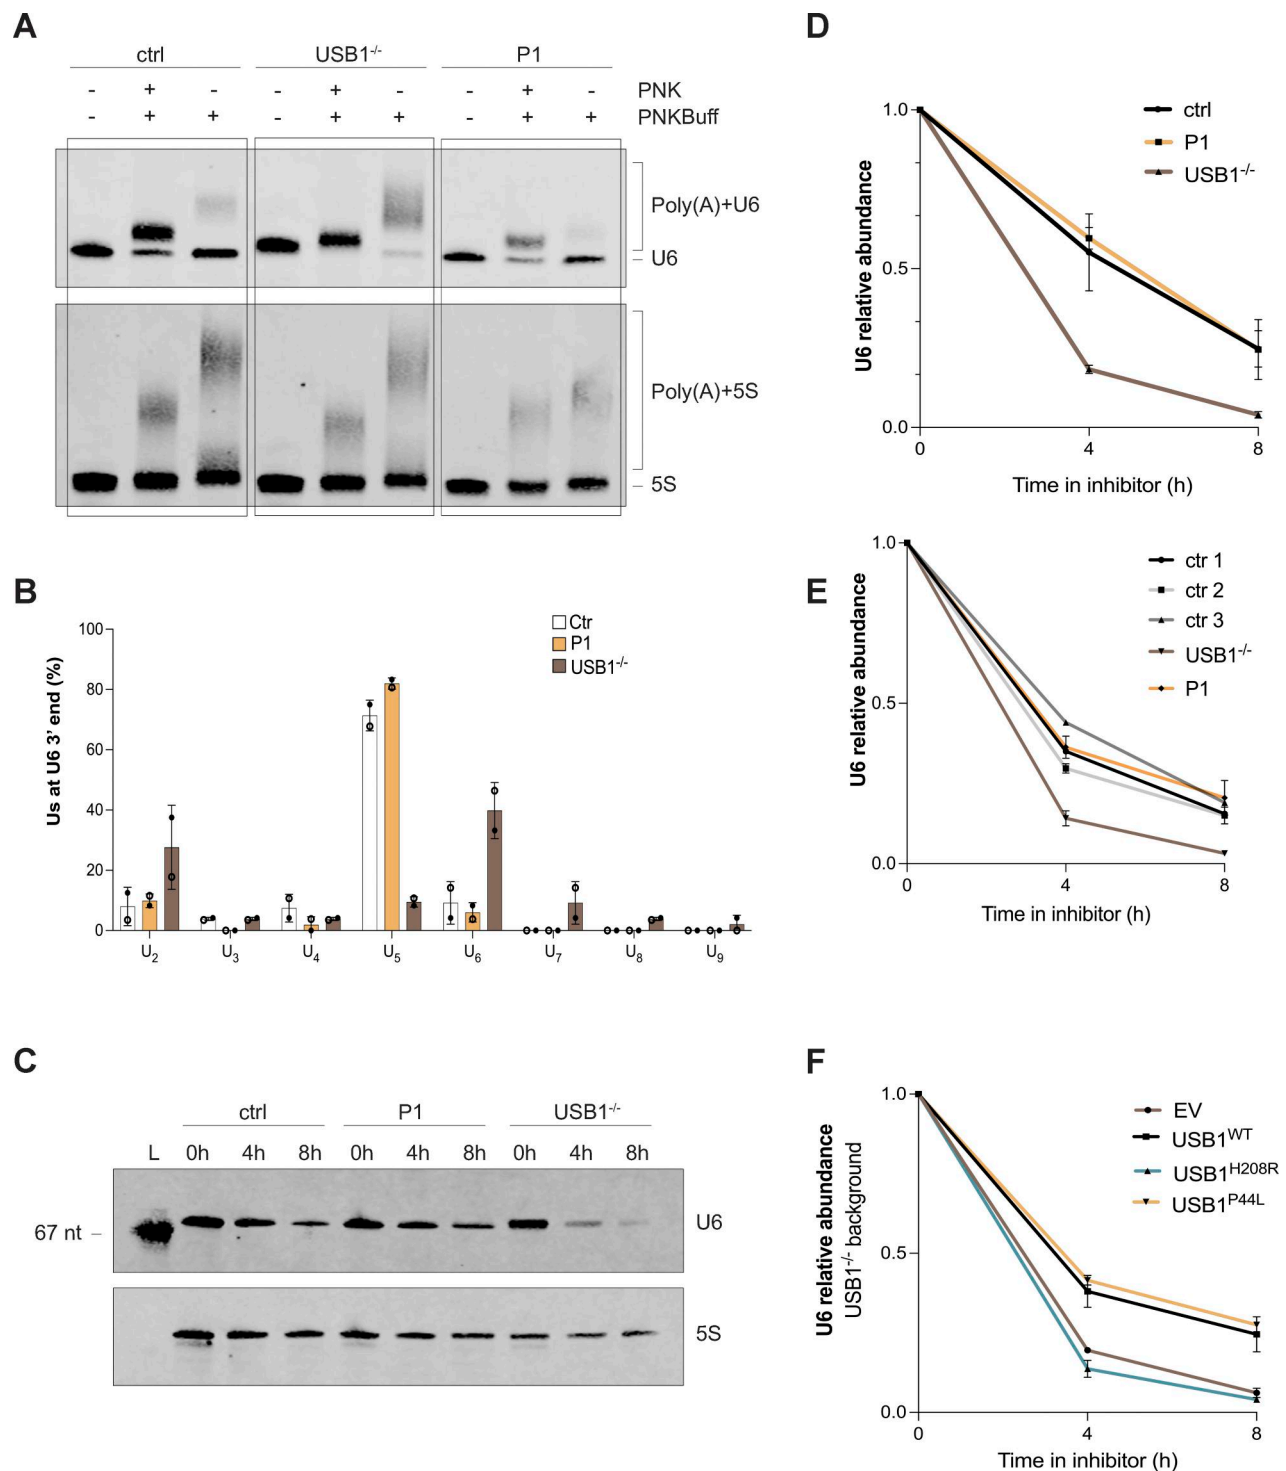 A
ctrl USB1-/- P1
- + - - + - - + - PNK
- + + - + + - + + PNKBuff
Poly(A)+U6
U6
Poly(A)+5S
5S
B
Us at U6 3' end (%)
100
80
60
40
20
0
Ctr
P1
USB1-/-
U2 U3 U4 U5 U6 U7 U8 U9
C
ctrl P1 USB1-/-
L 0h 4h 8h 0h 4h 8h 0h 4h 8h
67 nt
U6
5S
D
U6 relative abundance
1.0
0.5
0.0
ctrl
P1
USB1-/-
0 4 8
Time in inhibitor (h)
E
U6 relative abundance
1.0
0.5
0.0
ctr 1
ctr 2
ctr 3
USB1-/-
P1
0 4 8
Time in inhibitor (h)
F
U6 relative abundance
USB1-/- background
1.0
0.5
0.0
EV
USB1WT
USB1H208R
USB1P44L
0 4 8
Time in inhibitor (h)